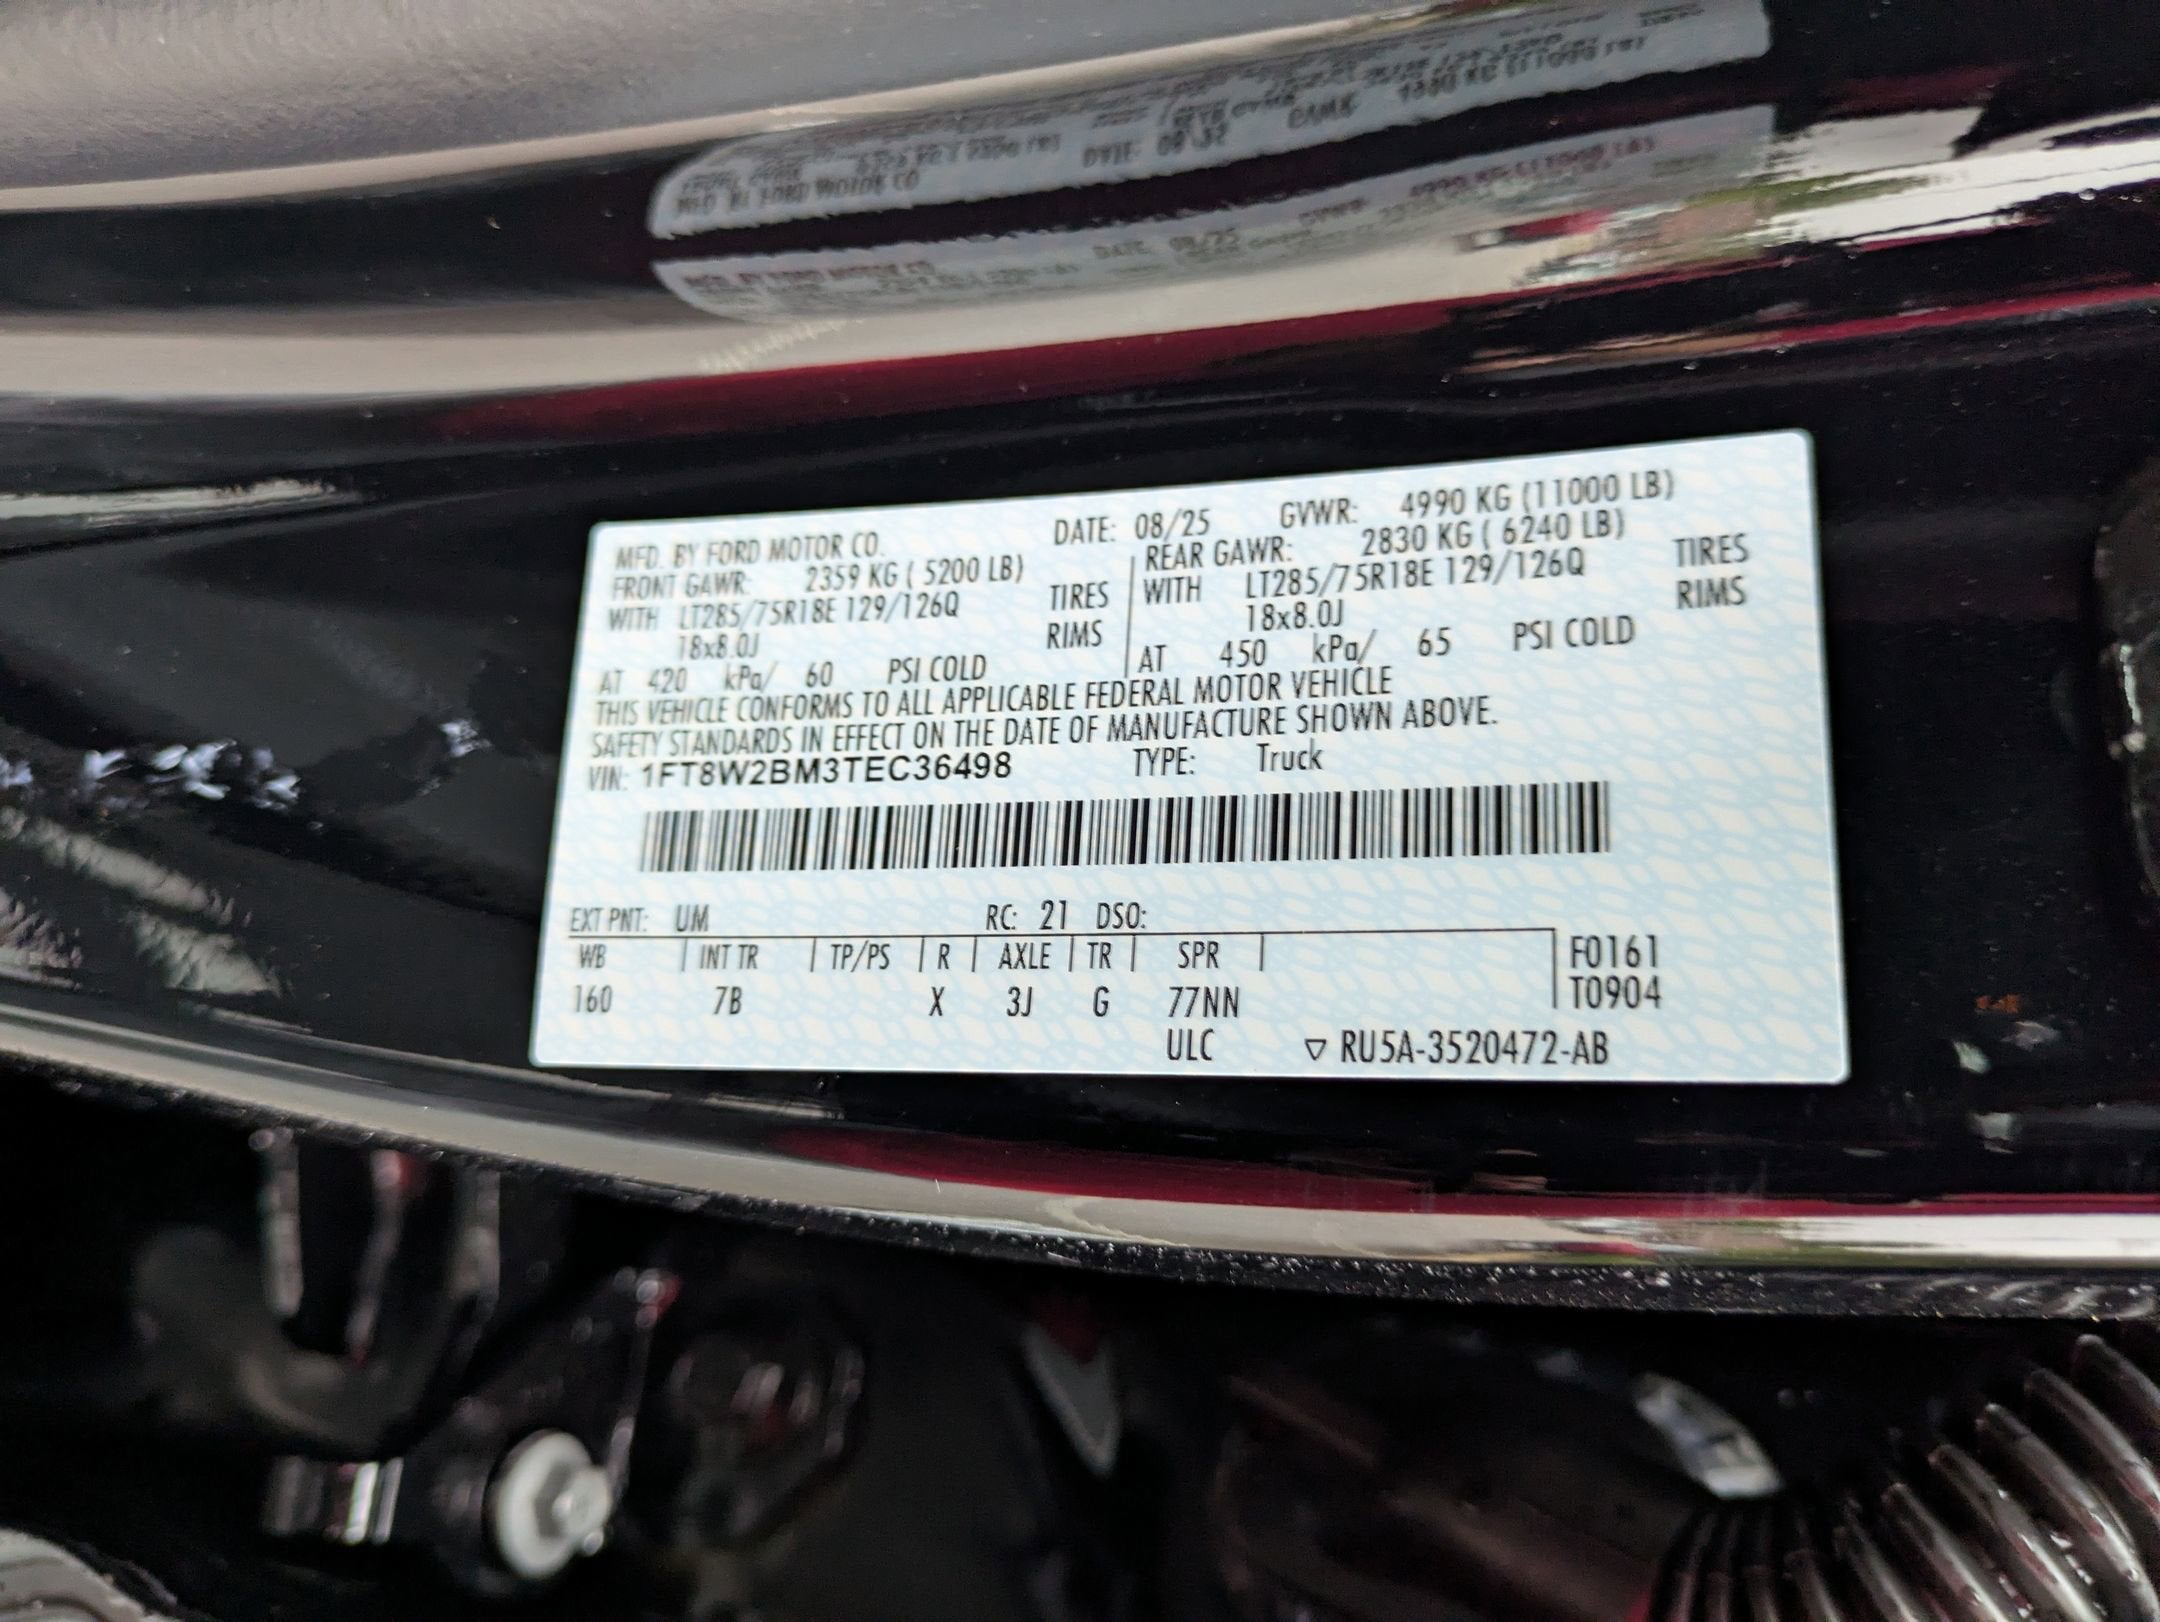 MFD. BY FORD MOTOR CO. DATE: 08/25 GVWR: 4990 KG (11000 LB)
FRONT GAWR: 2359 KG ( 5200 LB) REAR GAWR: 2830 KG ( 6240 LB)
WITH LT285/75R18E 129/126Q TIRES WITH LT285/75R18E 129/126Q TIRES
18x8.0J RIMS 18x8.0J RIMS
AT 420 kPa/ 60 PSI COLD AT 450 kPa/ 65 PSI COLD
THIS VEHICLE CONFORMS TO ALL APPLICABLE FEDERAL MOTOR VEHICLE
SAFETY STANDARDS IN EFFECT ON THE DATE OF MANUFACTURE SHOWN ABOVE.
VIN: 1FT8W2BM3TEC36498 TYPE: Truck
EXT PNT: UM RC: 21 DSO:
WB INT TR TP/PS R AXLE TR SPR F0161
160 7B X 3J G 77NN T0904
ULC ▽ RU5A-3520472-AB